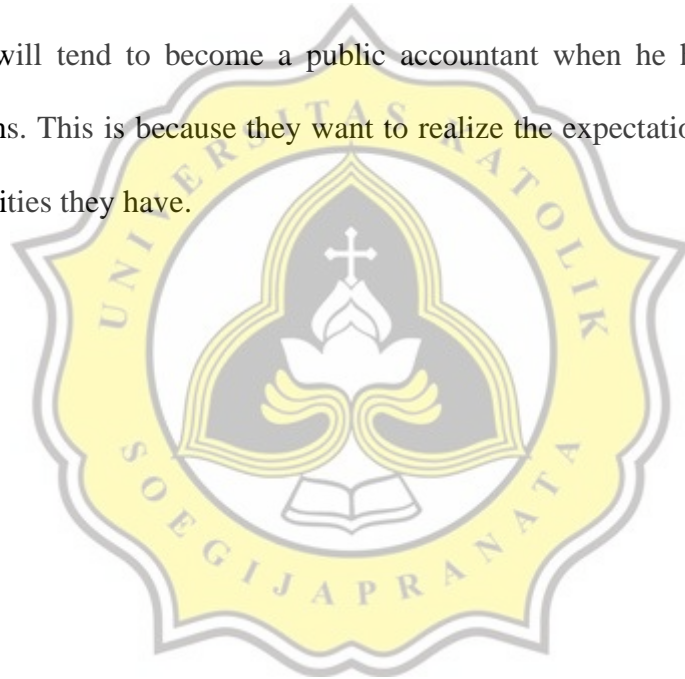 will tend to become a public accountant when he h
ns. This is because they want to realize the expectatio
ities they have.
UNIVERSITAS KATOLIK
SOEGIJAPRANATA